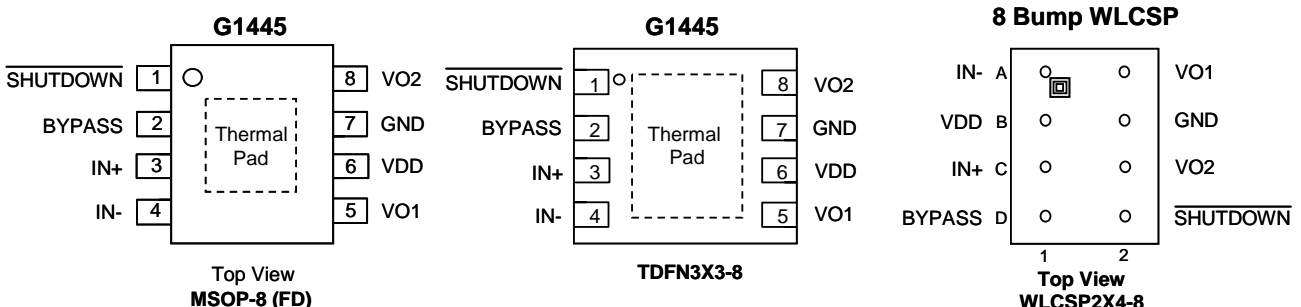 G1445
SHUTDOWN 1 8 VO2
BYPASS 2 7 GND
IN+ 3 6 VDD
IN- 4 5 VO1
Thermal
Pad
Top View
MSOP-8 (FD)
G1445
SHUTDOWN 1 8 VO2
BYPASS 2 7 GND
IN+ 3 6 VDD
IN- 4 5 VO1
Thermal
Pad
TDFN3X3-8
8 Bump WLCSP
IN- A VO1
VDD B GND
IN+ C VO2
BYPASS D SHUTDOWN
1 2
Top View
WLCSP2X4-8